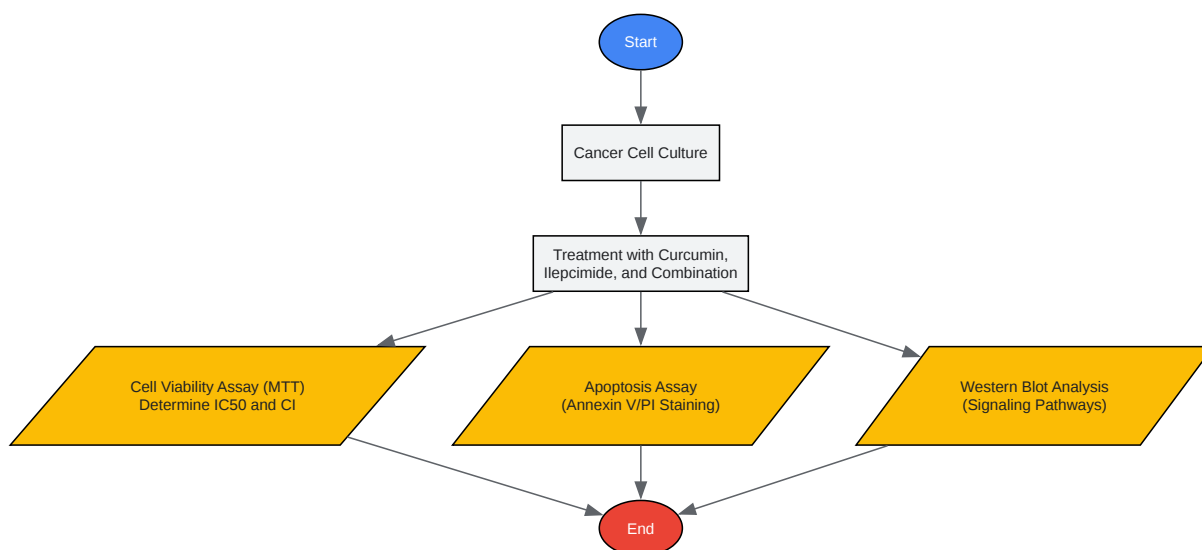 Start
Cancer Cell Culture
Treatment with Curcumin,
Ilepcimide, and Combination
Cell Viability Assay (MTT)
Determine IC50 and CI
Apoptosis Assay
(Annexin V/PI Staining)
Western Blot Analysis
(Signaling Pathways)
End